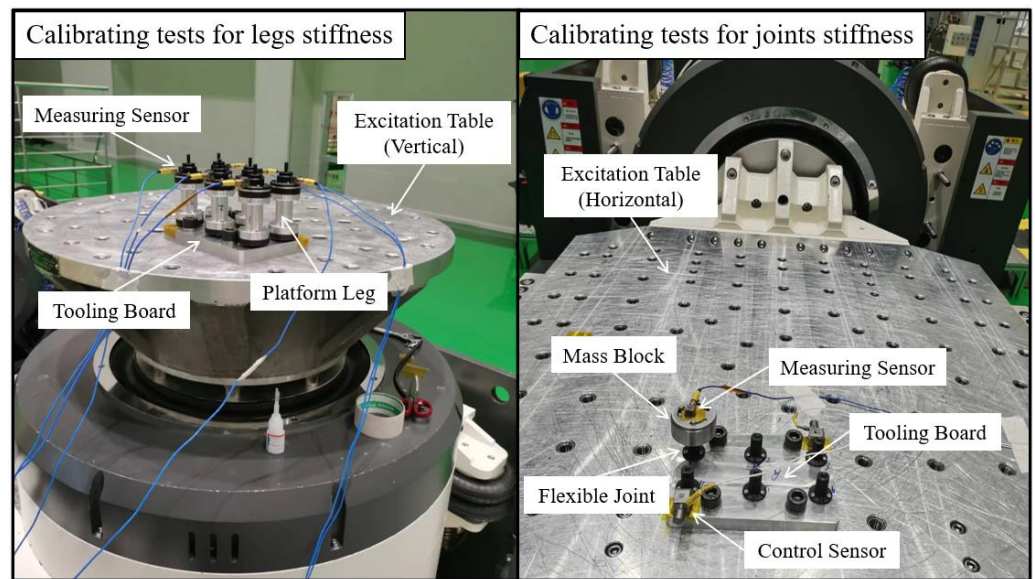 Calibrating tests for legs stiffness
Measuring Sensor
Excitation Table
(Vertical)
Tooling Board
Platform Leg
Calibrating tests for joints stiffness
Excitation Table
(Horizontal)
Mass Block
Measuring Sensor
Tooling Board
Flexible Joint
Control Sensor